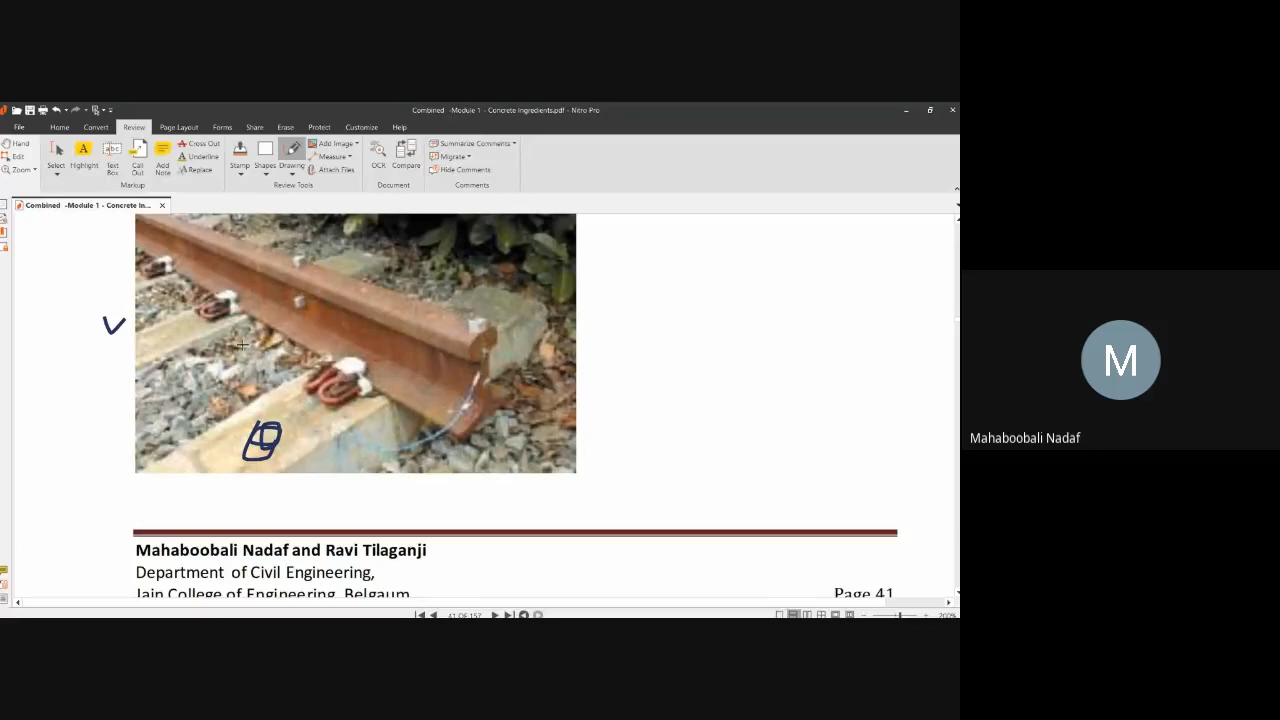 Combined -Module 1 - Concrete Ingredients.pdf - Nitro Pro
File Home Convert Review Page Layout Forms Share Erase Protect Customize Help
Hand
Edit
Zoom
Select
Highlight
Text Box
Call Out
Add Note
Cross Out
Underline
Replace
Markup
Stamp
Shapes
Drawing
Add Image
Measure
Attach Files
Review Tools
OCR
Compare
Document
Summarize Comments
Migrate
Hide Comments
Comments
Combined -Module 1 - Concrete In...
Mahaboobali Nadaf and Ravi Tilaganji
Department of Civil Engineering,
Jain College of Engineering, Belgaum
Page 41
41 OF 157
200%
M
Mahaboobali Nadaf